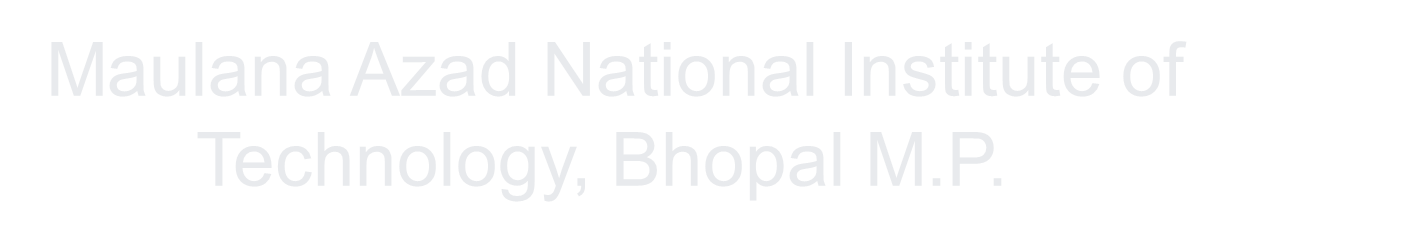 Maulana Azad National Institute of
Technology, Bhopal M.P.